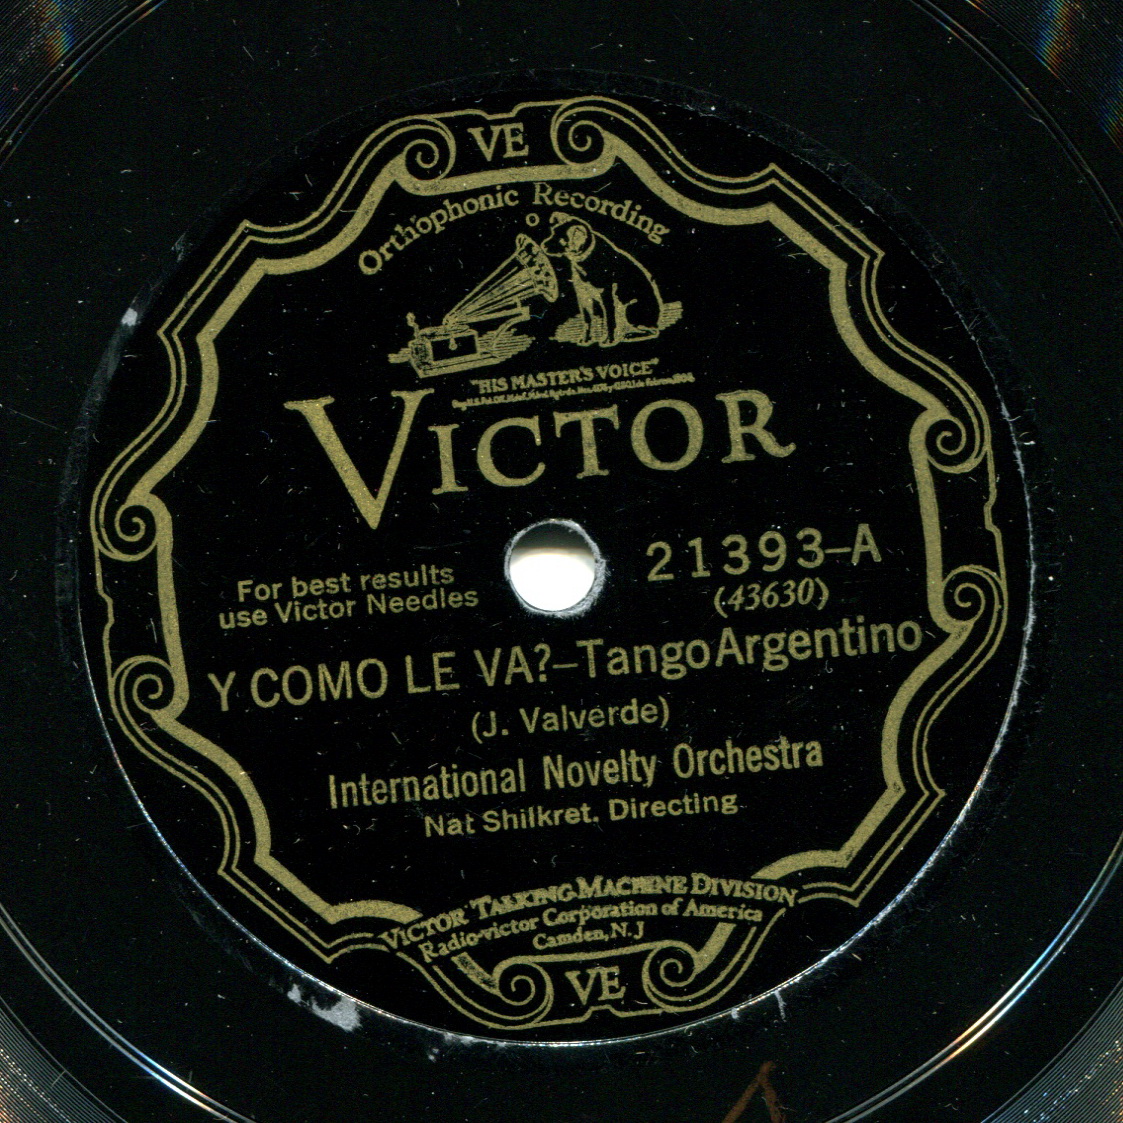 VE
Orthophonic Recording
"HIS MASTER'S VOICE"
VICTOR
21393-A
(43630)
For best results
use Victor Needles
Y COMO LE VA?-Tango Argentino
(J. Valverde)
International Novelty Orchestra
Nat Shilkret, Directing
VICTOR TALKING MACHINE DIVISION
Radio-Victor Corporation of America
Camden, N. J
VE